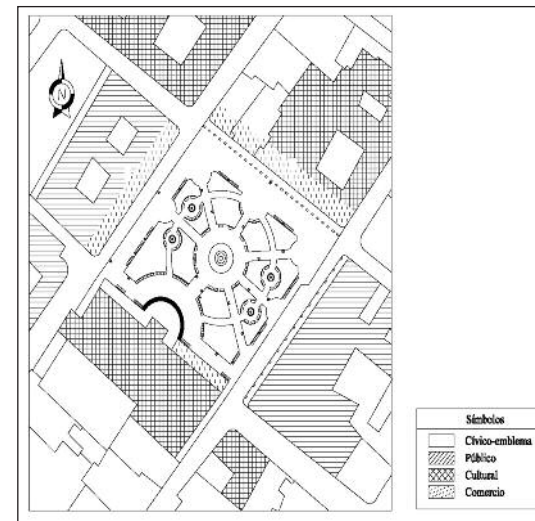 N
Símbolos
Cívico-emblema
Público
Cultural
Comercio